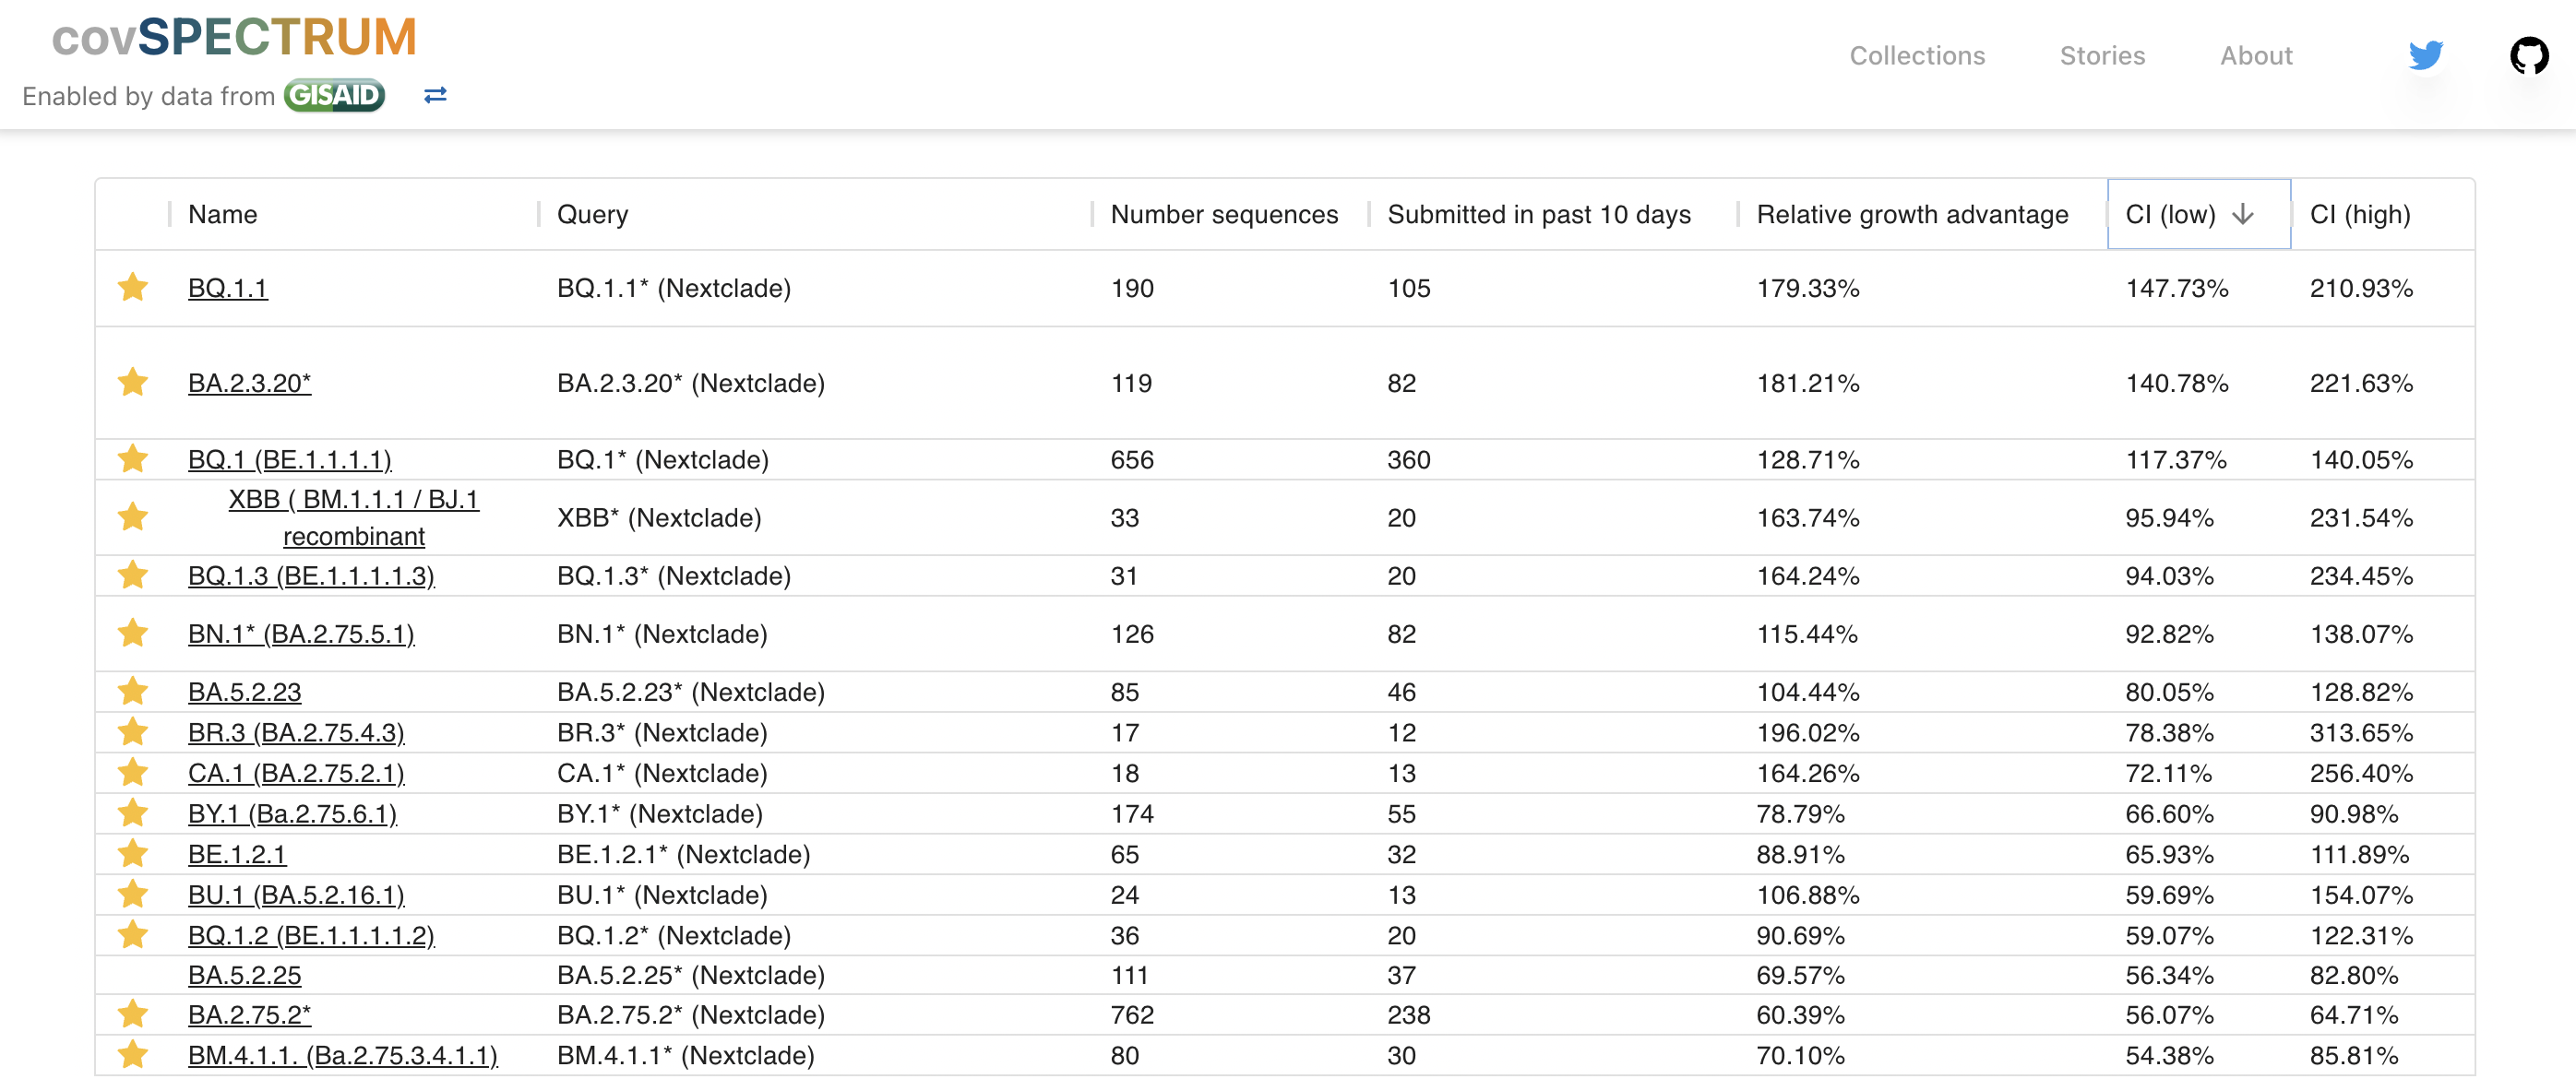 covSPECTRUM
Collections Stories About
Enabled by data from GISAID
Name Query Number sequences Submitted in past 10 days Relative growth advantage CI (low) ↓ CI (high)
BQ.1.1 BQ.1.1* (Nextclade) 190 105 179.33% 147.73% 210.93%
BA.2.3.20* BA.2.3.20* (Nextclade) 119 82 181.21% 140.78% 221.63%
BQ.1 (BE.1.1.1.1) BQ.1* (Nextclade) 656 360 128.71% 117.37% 140.05%
XBB ( BM.1.1.1 / BJ.1
recombinant XBB* (Nextclade) 33 20 163.74% 95.94% 231.54%
BQ.1.3 (BE.1.1.1.1.3) BQ.1.3* (Nextclade) 31 20 164.24% 94.03% 234.45%
BN.1* (BA.2.75.5.1) BN.1* (Nextclade) 126 82 115.44% 92.82% 138.07%
BA.5.2.23 BA.5.2.23* (Nextclade) 85 46 104.44% 80.05% 128.82%
BR.3 (BA.2.75.4.3) BR.3* (Nextclade) 17 12 196.02% 78.38% 313.65%
CA.1 (BA.2.75.2.1) CA.1* (Nextclade) 18 13 164.26% 72.11% 256.40%
BY.1 (Ba.2.75.6.1) BY.1* (Nextclade) 174 55 78.79% 66.60% 90.98%
BE.1.2.1 BE.1.2.1* (Nextclade) 65 32 88.91% 65.93% 111.89%
BU.1 (BA.5.2.16.1) BU.1* (Nextclade) 24 13 106.88% 59.69% 154.07%
BQ.1.2 (BE.1.1.1.1.2) BQ.1.2* (Nextclade) 36 20 90.69% 59.07% 122.31%
BA.5.2.25 BA.5.2.25* (Nextclade) 111 37 69.57% 56.34% 82.80%
BA.2.75.2* BA.2.75.2* (Nextclade) 762 238 60.39% 56.07% 64.71%
BM.4.1.1. (Ba.2.75.3.4.1.1) BM.4.1.1* (Nextclade) 80 30 70.10% 54.38% 85.81%